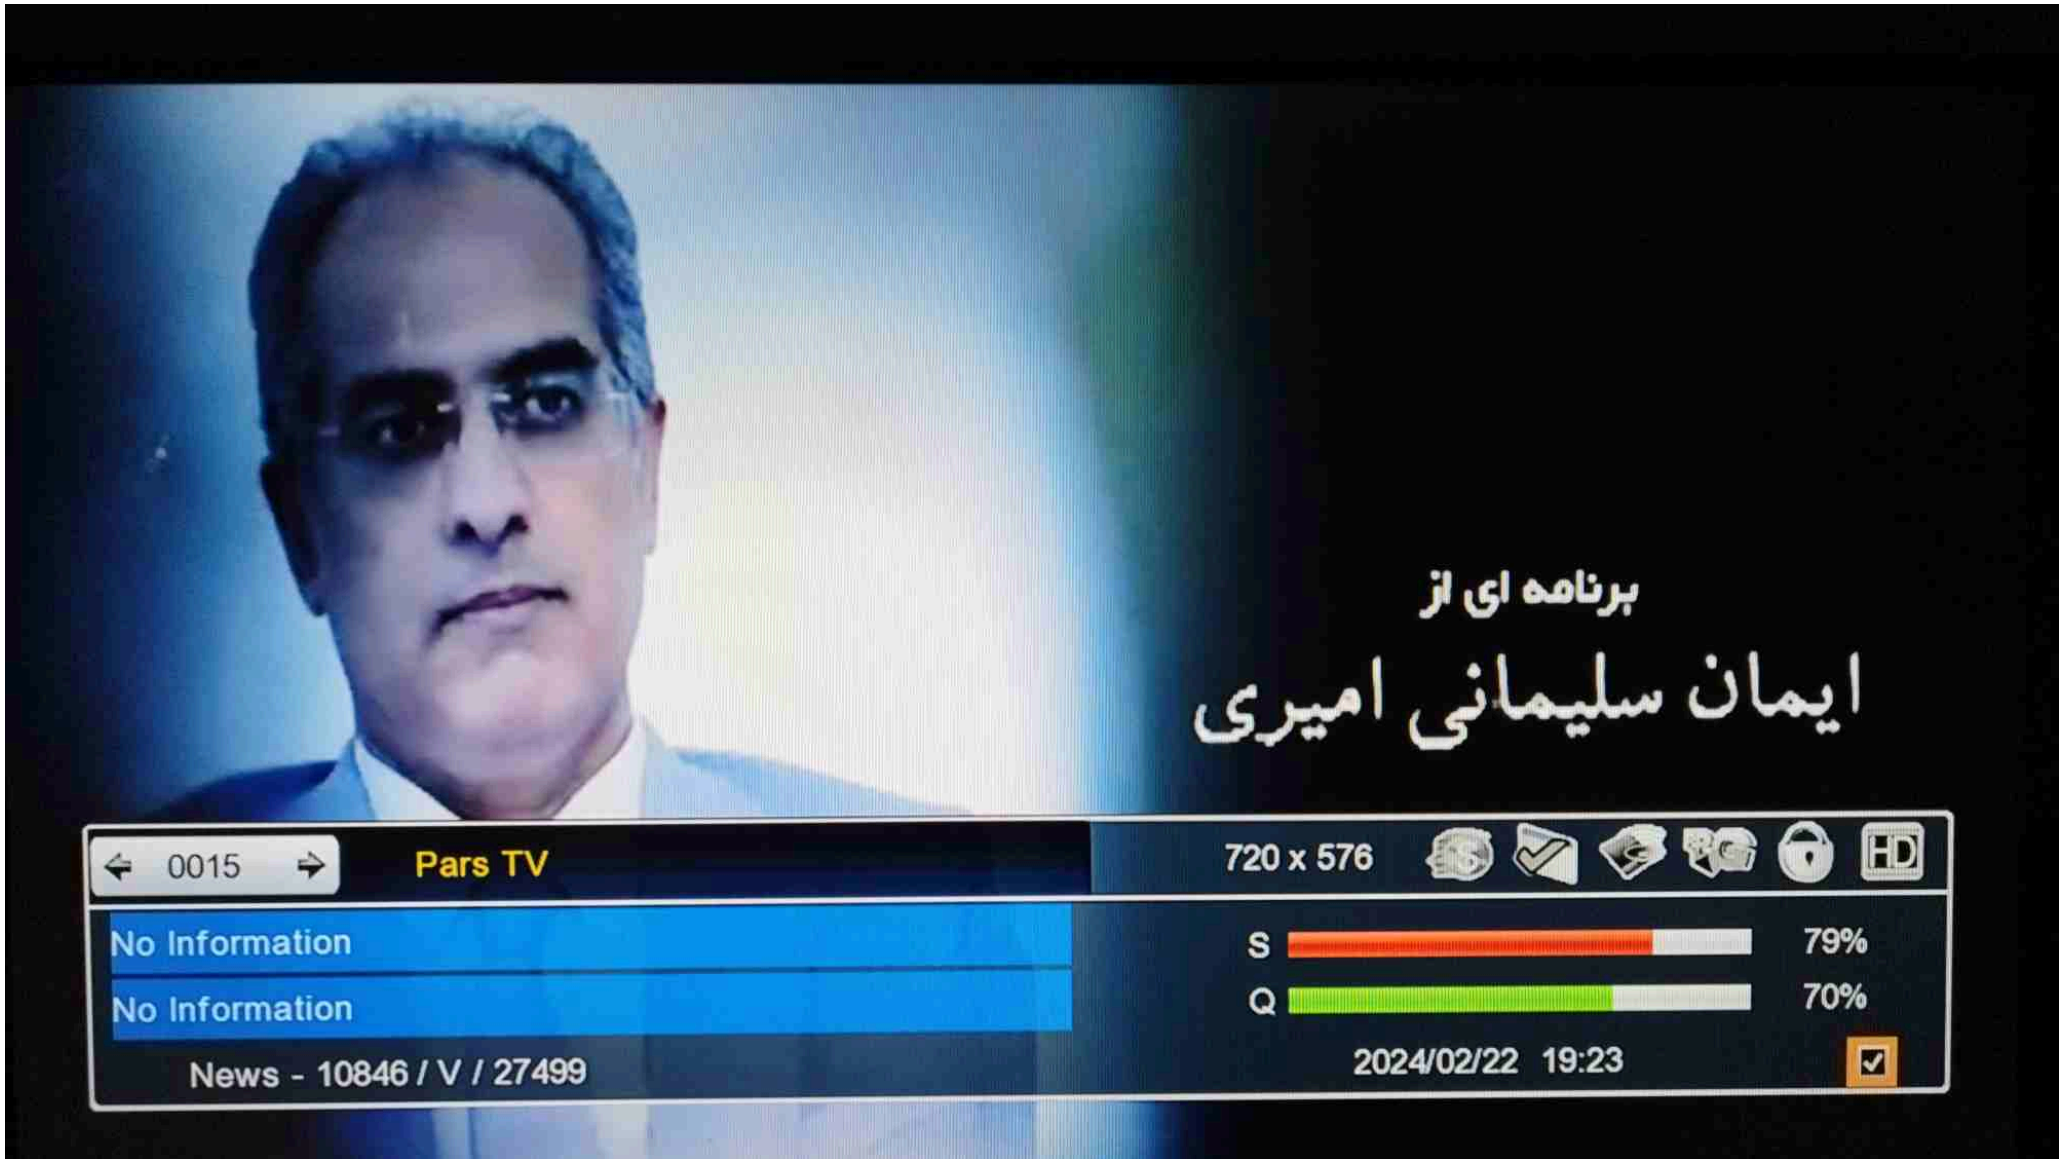 برنامه ای از
ایمان سلیمانی امیری
0015
Pars TV
720 x 576
HD
No Information
S 79%
No Information
Q 70%
News - 10846 / V / 27499
2024/02/22 19:23